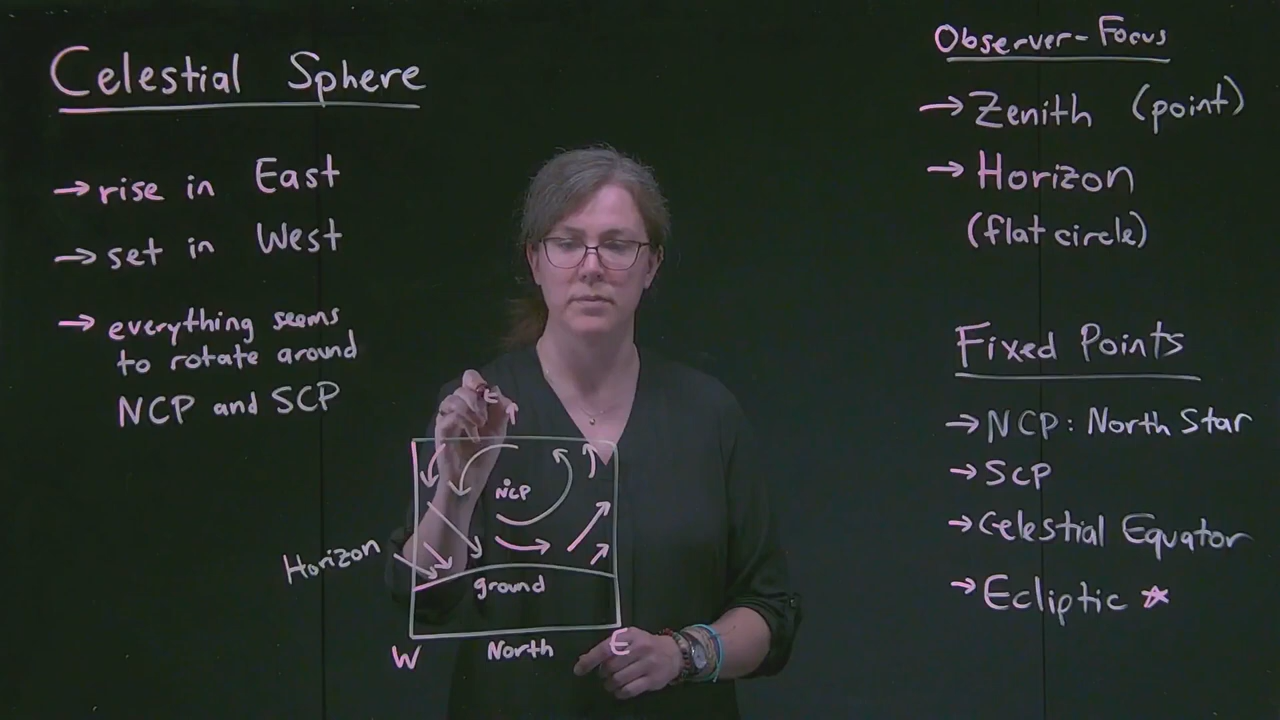 Celestial Sphere
→ rise in East
→ set in West
→ everything seems
to rotate around
NCP and SCP
Observer-Focus
→ Zenith (point)
→ Horizon
(flat circle)
Fixed Points
→ NCP: North Star
→ SCP
→ Celestial Equator
→ Ecliptic ☆
NCP
Horizon
ground
W North E